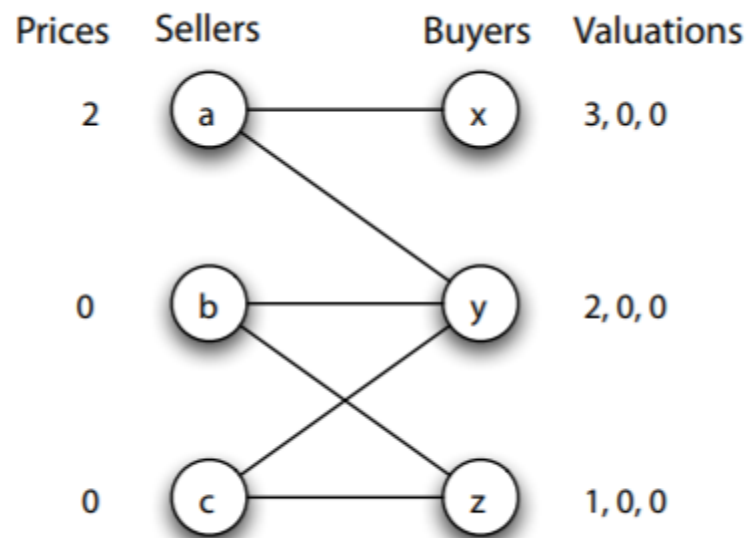 Prices Sellers Buyers Valuations
2 a x 3, 0, 0
0 b y 2, 0, 0
0 c z 1, 0, 0